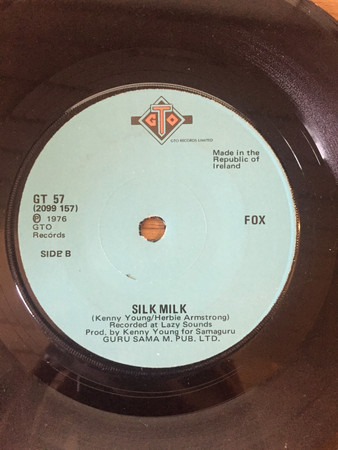 GTO
GTO RECORDS LIMITED
Made in the
Republic of
Ireland
GT 57
(2099 157)
℗ 1976
GTO
Records
SIDE B
FOX
SILK MILK
(Kenny Young/Herbie Armstrong)
Recorded at Lazy Sounds
Prod. by Kenny Young for Samaguru
GURU SAMA M. PUB. LTD.